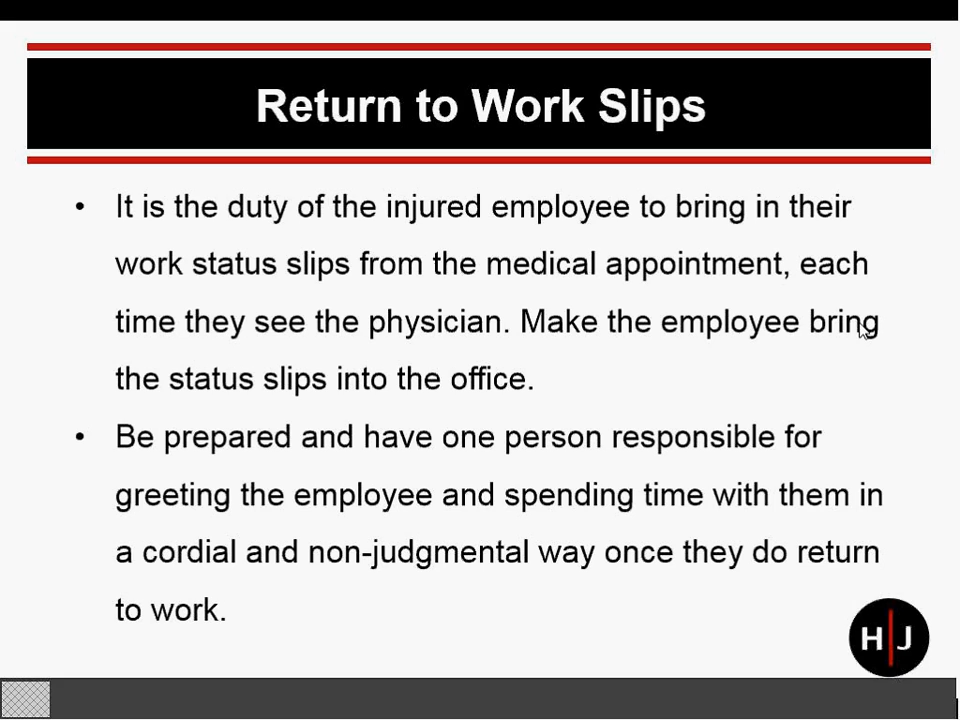 Return to Work Slips
• It is the duty of the injured employee to bring in their
work status slips from the medical appointment, each
time they see the physician. Make the employee bring
the status slips into the office.
• Be prepared and have one person responsible for
greeting the employee and spending time with them in
a cordial and non-judgmental way once they do return
to work.
H|J